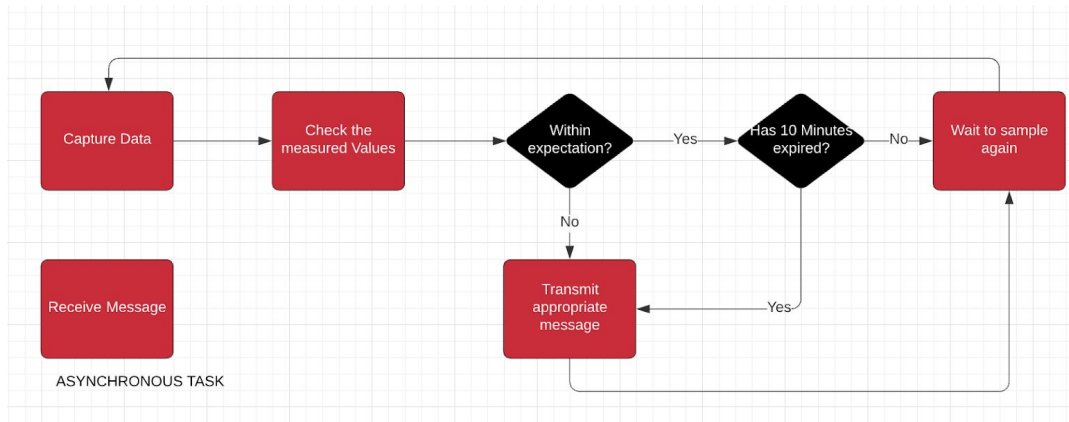 Capture Data
Check the
measured Values
Within
expectation?
Yes
Has 10 Minutes
expired?
No
Wait to sample
again
No
Receive Message
Transmit
appropriate
message
Yes
ASYNCHRONOUS TASK